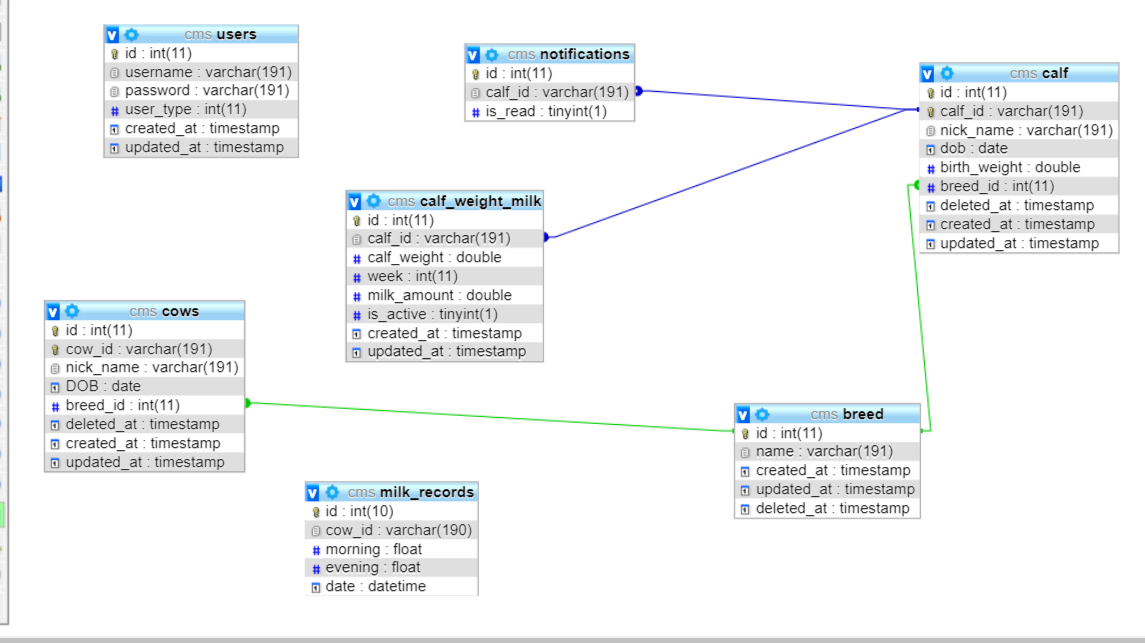 cms users
id : int(11)
username : varchar(191)
password : varchar(191)
user_type : int(11)
created_at : timestamp
updated_at : timestamp
cms notifications
id : int(11)
calf_id : varchar(191)
is_read : tinyint(1)
cms calf
id : int(11)
calf_id : varchar(191)
nick_name : varchar(191)
dob : date
birth_weight : double
breed_id : int(11)
deleted_at : timestamp
created_at : timestamp
updated_at : timestamp
cms calf_weight_milk
id : int(11)
calf_id : varchar(191)
calf_weight : double
week : int(11)
milk_amount : double
is_active : tinyint(1)
created_at : timestamp
updated_at : timestamp
cms cows
id : int(11)
cow_id : varchar(191)
nick_name : varchar(191)
DOB : date
breed_id : int(11)
deleted_at : timestamp
created_at : timestamp
updated_at : timestamp
cms breed
id : int(11)
name : varchar(191)
created_at : timestamp
updated_at : timestamp
deleted_at : timestamp
cms milk_records
id : int(10)
cow_id : varchar(190)
morning : float
evening : float
date : datetime